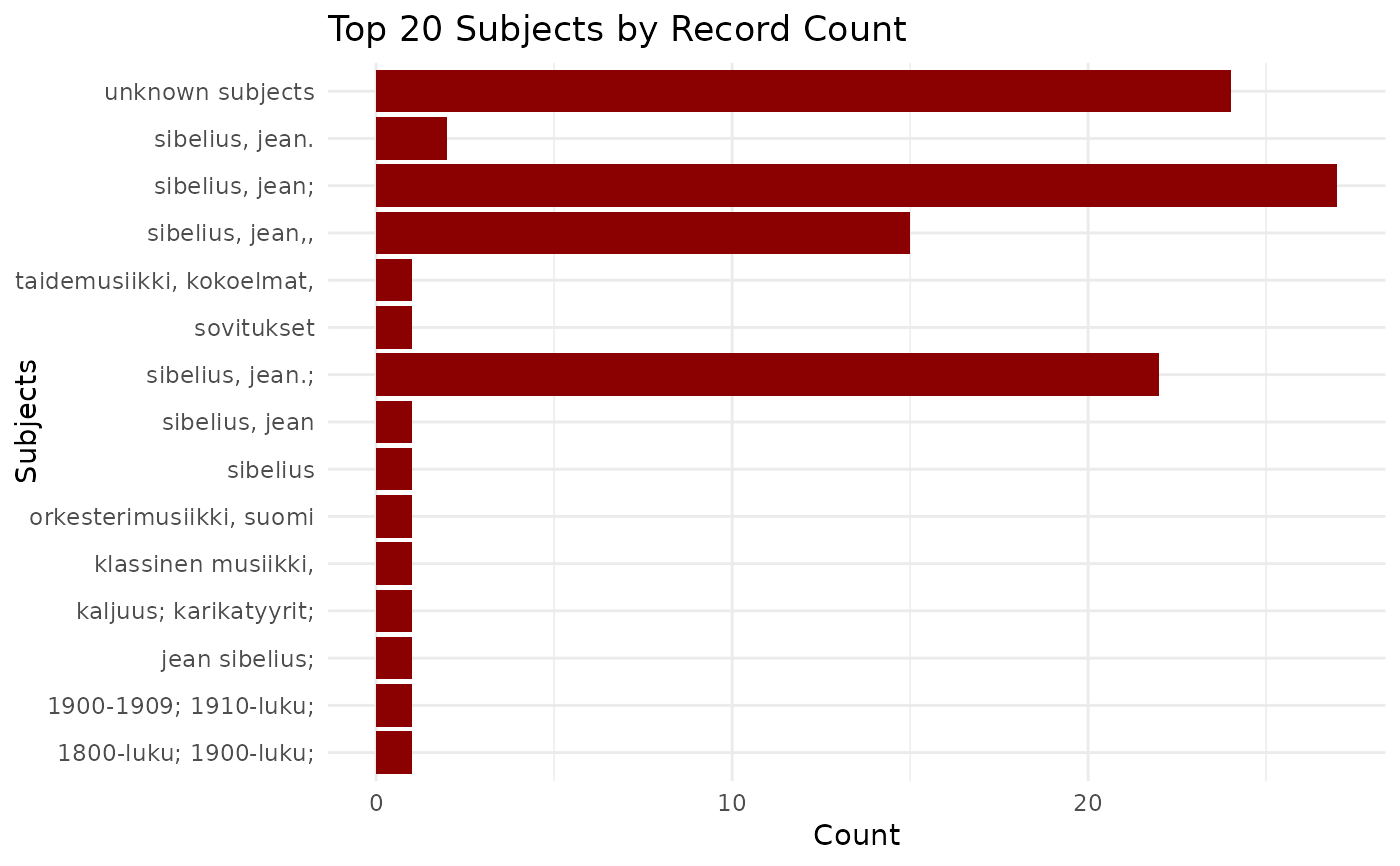 Top 20 Subjects by Record Count
unknown subjects
sibelius, jean.
sibelius, jean;
sibelius, jean,,
taidemusiikki, kokoelmat,
sovitukset
sibelius, jean.;
sibelius, jean
sibelius
orkesterimusiikki, suomi
klassinen musiikki,
kaljuus; karikatyyrit;
jean sibelius;
1900-1909; 1910-luku;
1800-luku; 1900-luku;
Subjects
0 10 20
Count